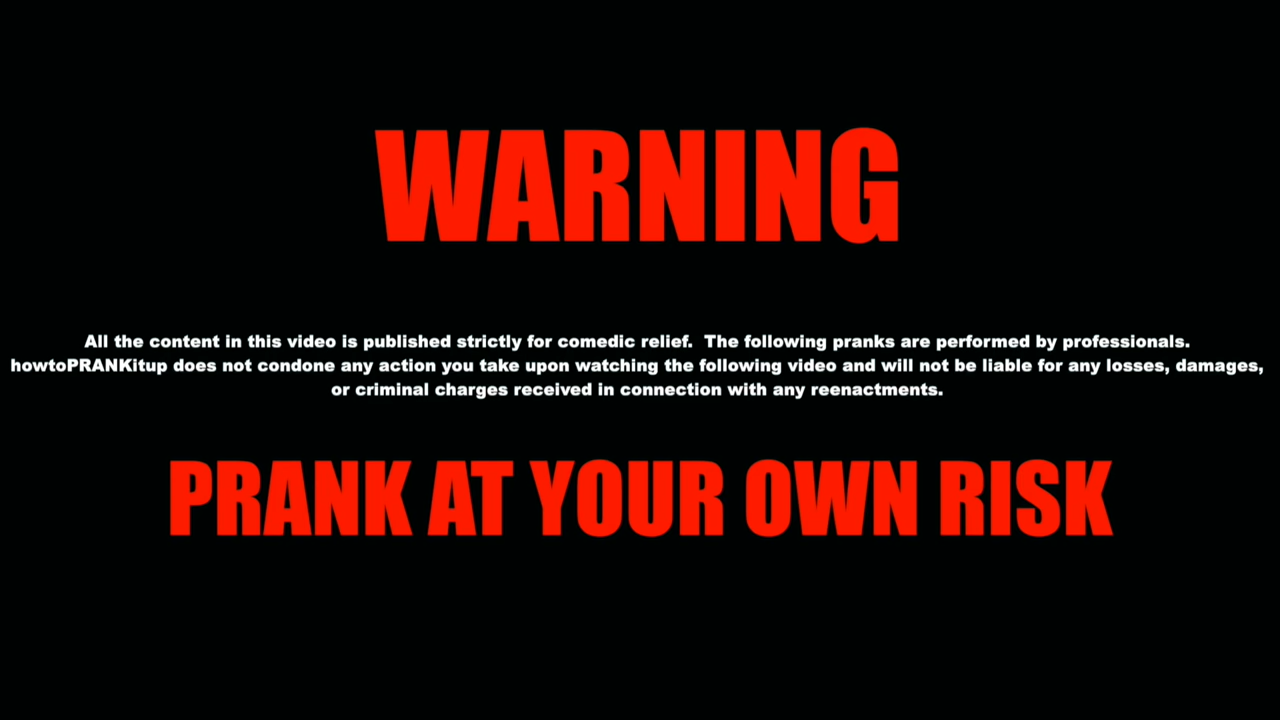 WARNING
All the content in this video is published strictly for comedic relief.  The following pranks are performed by professionals.
howtoPRANKitup does not condone any action you take upon watching the following video and will not be liable for any losses, damages,
or criminal charges received in connection with any reenactments.
PRANK AT YOUR OWN RISK